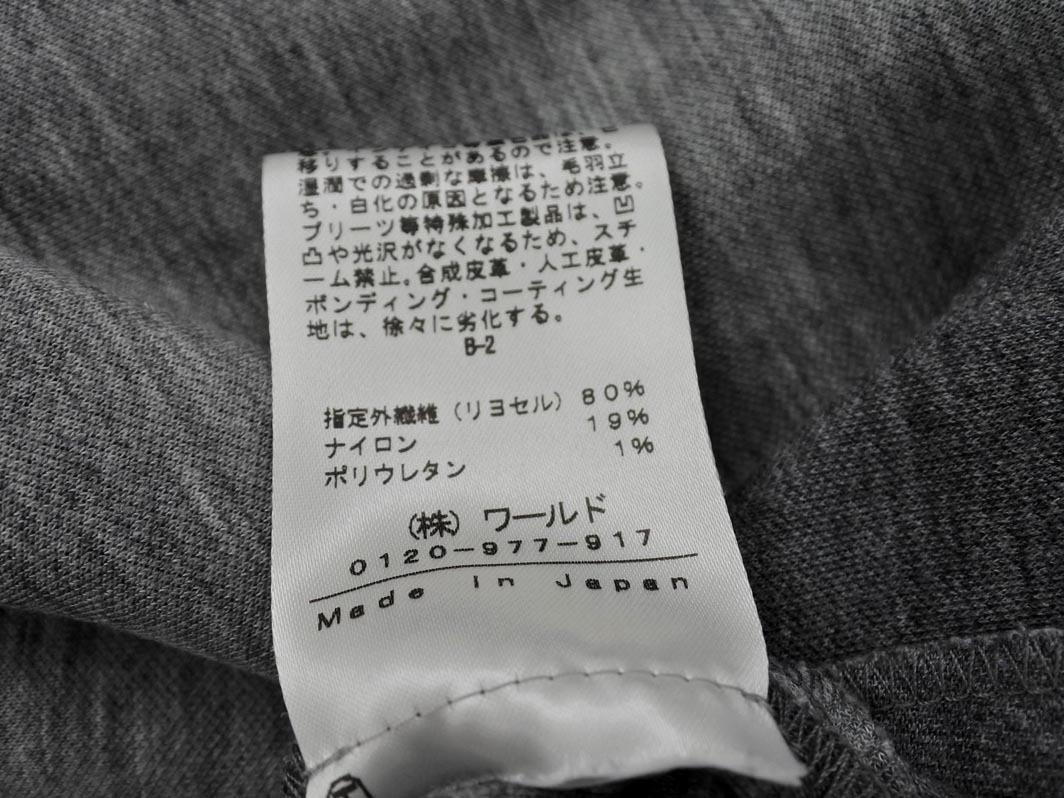 移りすることがあるので注意。
湿潤での過剰な摩擦は、毛羽立
ち・白化の原因となるため注意。
プリーツ等特殊加工製品は、凹
凸や光沢がなくなるため、スチ
ーム禁止。合成皮革・人工皮革・
ボンディング・コーティング生
地は、徐々に劣化する。
B-2
指定外繊維（リヨセル） 80%
ナイロン 19%
ポリウレタン 1%
（株）ワールド
0120-977-917
Made in Japan